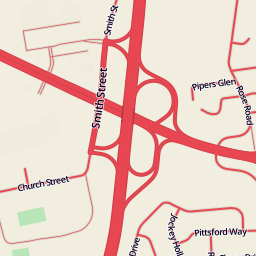 Smith St
Smith Street
Pipers Glen
Rose Road
Church Street
Pittsford Way
Jockey Holl
Drive
R